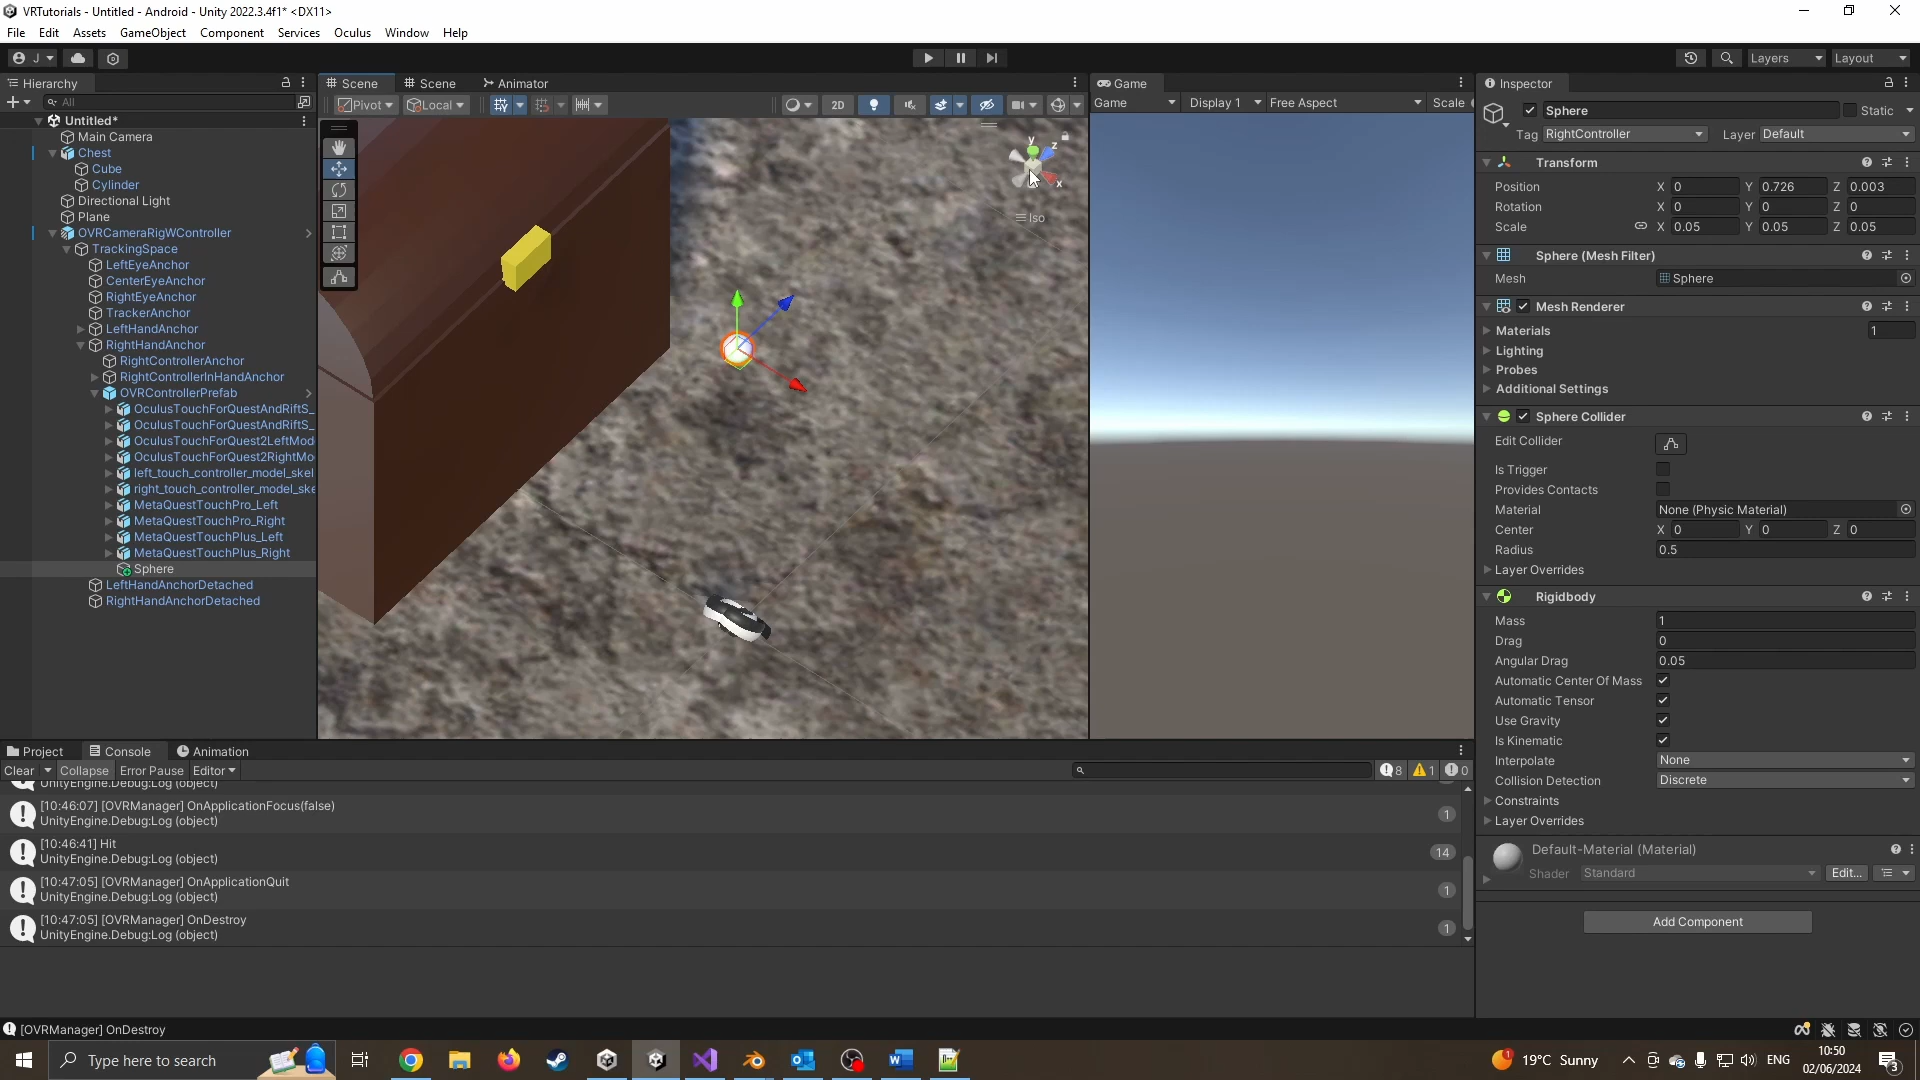 VRTutorials - Untitled - Android - Unity 2022.3.4f1* <DX11>
File Edit Assets GameObject Component Services Oculus Window Help
J Layers Layout
Hierarchy
All
Untitled*
Main Camera
Chest
Cube
Cylinder
Directional Light
Plane
OVRCameraRigWController
TrackingSpace
LeftEyeAnchor
CenterEyeAnchor
RightEyeAnchor
TrackerAnchor
LeftHandAnchor
RightHandAnchor
RightControllerAnchor
RightControllerInHandAnchor
OVRControllerPrefab
OculusTouchForQuestAndRiftS_
OculusTouchForQuestAndRiftS_
OculusTouchForQuest2LeftMod
OculusTouchForQuest2RightMo
left_touch_controller_model_skel
right_touch_controller_model_ske
MetaQuestTouchPro_Left
MetaQuestTouchPro_Right
MetaQuestTouchPlus_Left
MetaQuestTouchPlus_Right
Sphere
LeftHandAnchorDetached
RightHandAnchorDetached
Scene Scene Animator
Pivot Local 2D
y z x
Iso
Game
Game Display 1 Free Aspect Scale
Inspector
Sphere Static
Tag RightController Layer Default
Transform
Position X 0 Y 0.726 Z 0.003
Rotation X 0 Y 0 Z 0
Scale X 0.05 Y 0.05 Z 0.05
Sphere (Mesh Filter)
Mesh Sphere
Mesh Renderer
Materials 1
Lighting
Probes
Additional Settings
Sphere Collider
Edit Collider
Is Trigger
Provides Contacts
Material None (Physic Material)
Center X 0 Y 0 Z 0
Radius 0.5
Layer Overrides
Rigidbody
Mass 1
Drag 0
Angular Drag 0.05
Automatic Center Of Mass
Automatic Tensor
Use Gravity
Is Kinematic
Interpolate None
Collision Detection Discrete
Constraints
Layer Overrides
Default-Material (Material)
Shader Standard Edit...
Add Component
Project Console Animation
Clear Collapse Error Pause Editor 8 1 0
UnityEngine.Debug:Log (object)
[10:46:07] [OVRManager] OnApplicationFocus(false)
UnityEngine.Debug:Log (object) 1
[10:46:41] Hit
UnityEngine.Debug:Log (object) 14
[10:47:05] [OVRManager] OnApplicationQuit
UnityEngine.Debug:Log (object) 1
[10:47:05] [OVRManager] OnDestroy
UnityEngine.Debug:Log (object) 1
[OVRManager] OnDestroy
Type here to search
1 19°C Sunny ENG 10:50
02/06/2024 3